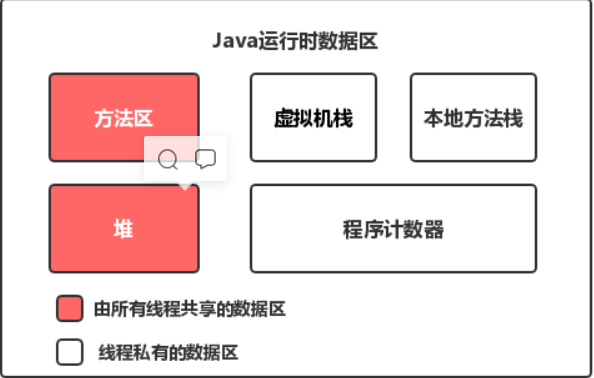 Java运行时数据区
方法区
虚拟机栈
本地方法栈
堆
程序计数器
由所有线程共享的数据区
线程私有的数据区